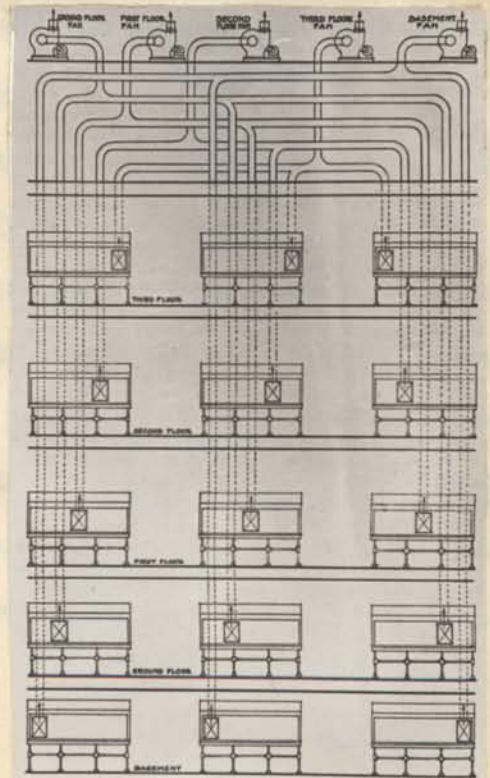 GROUND FLOOR
FAN
FIRST FLOOR
FAN
SECOND
FLOOR FAN
THIRD FLOOR
FAN
BASEMENT
FAN
THIRD FLOOR
SECOND FLOOR
FIRST FLOOR
GROUND FLOOR
BASEMENT